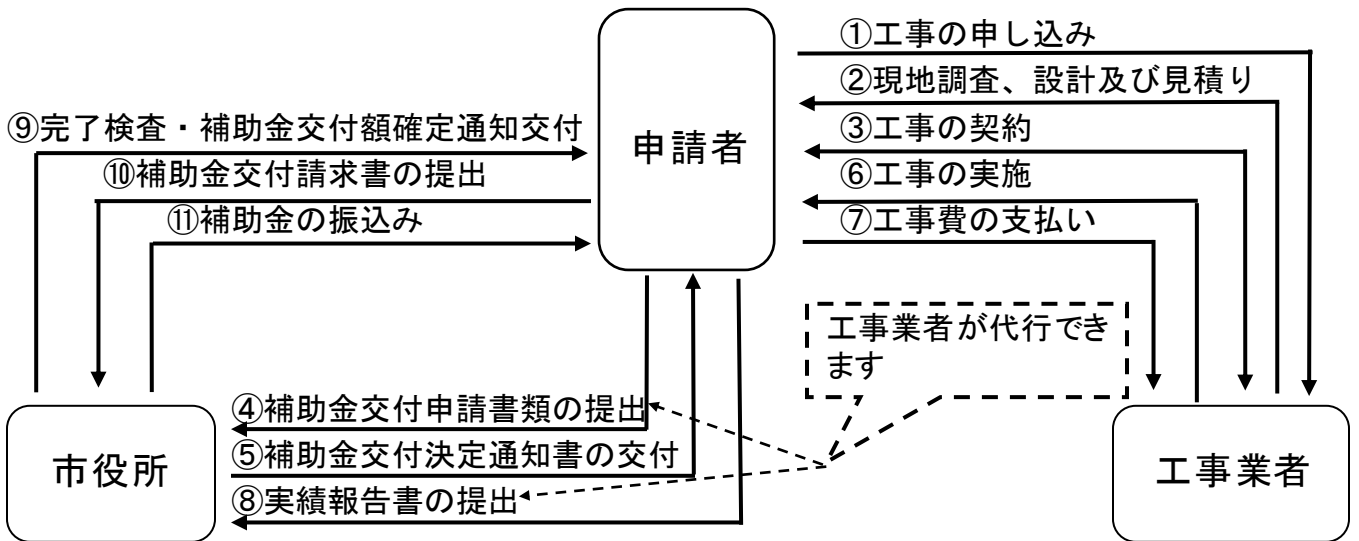 ①工事の申し込み
②現地調査、設計及び見積り
⑨完了検査・補助金交付額確定通知交付
③工事の契約
申請者
⑩補助金交付請求書の提出
⑥工事の実施
⑪補助金の振込み
⑦工事費の支払い
工事業者が代行でき
ます
④補助金交付申請書類の提出
市役所
⑤補助金交付決定通知書の交付
工事業者
⑧実績報告書の提出